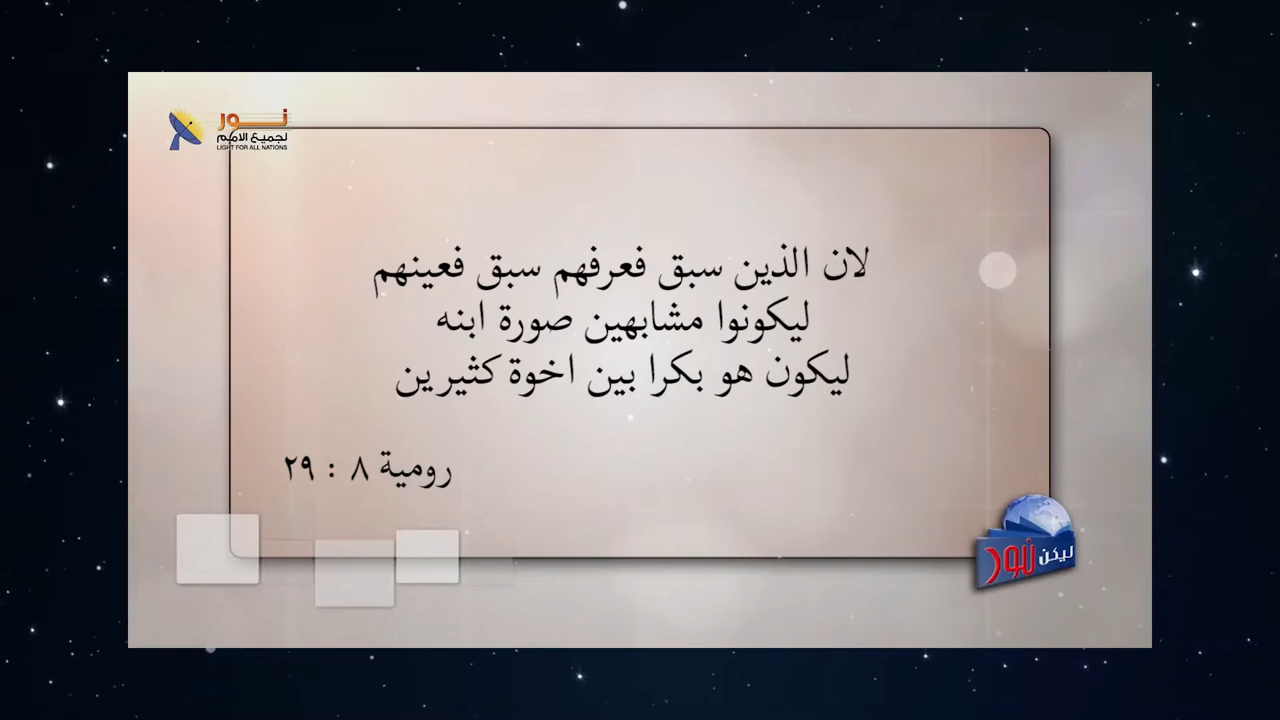 نور
لجميع الامم
LIGHT FOR ALL NATIONS
لان الذين سبق فعرفهم سبق فعينهم
ليكونوا مشابهين صورة ابنه
ليكون هو بكرا بين اخوة كثيرين
رومية ٨ : ٢٩
ليكن نور